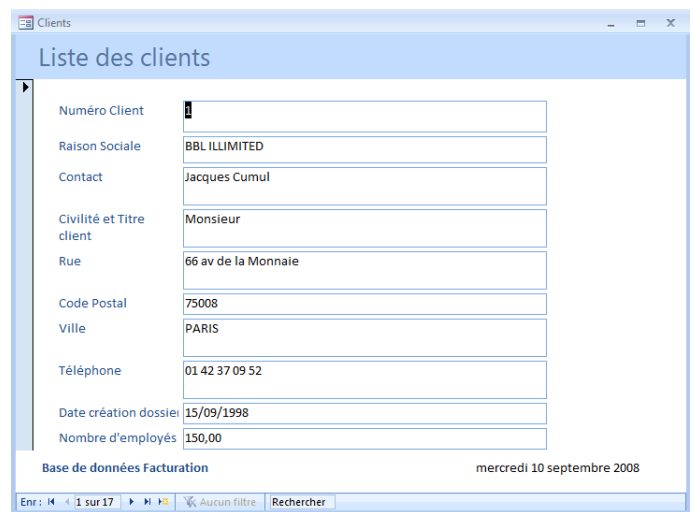 Clients
Liste des clients
Numéro Client 1
Raison Sociale BBL ILLIMITED
Contact Jacques Cumul
Civilité et Titre client Monsieur
Rue 66 av de la Monnaie
Code Postal 75008
Ville PARIS
Téléphone 01 42 37 09 52
Date création dossier 15/09/1998
Nombre d'employés 150,00
Base de données Facturation mercredi 10 septembre 2008
Enr : 1 sur 17 Aucun filtre Rechercher